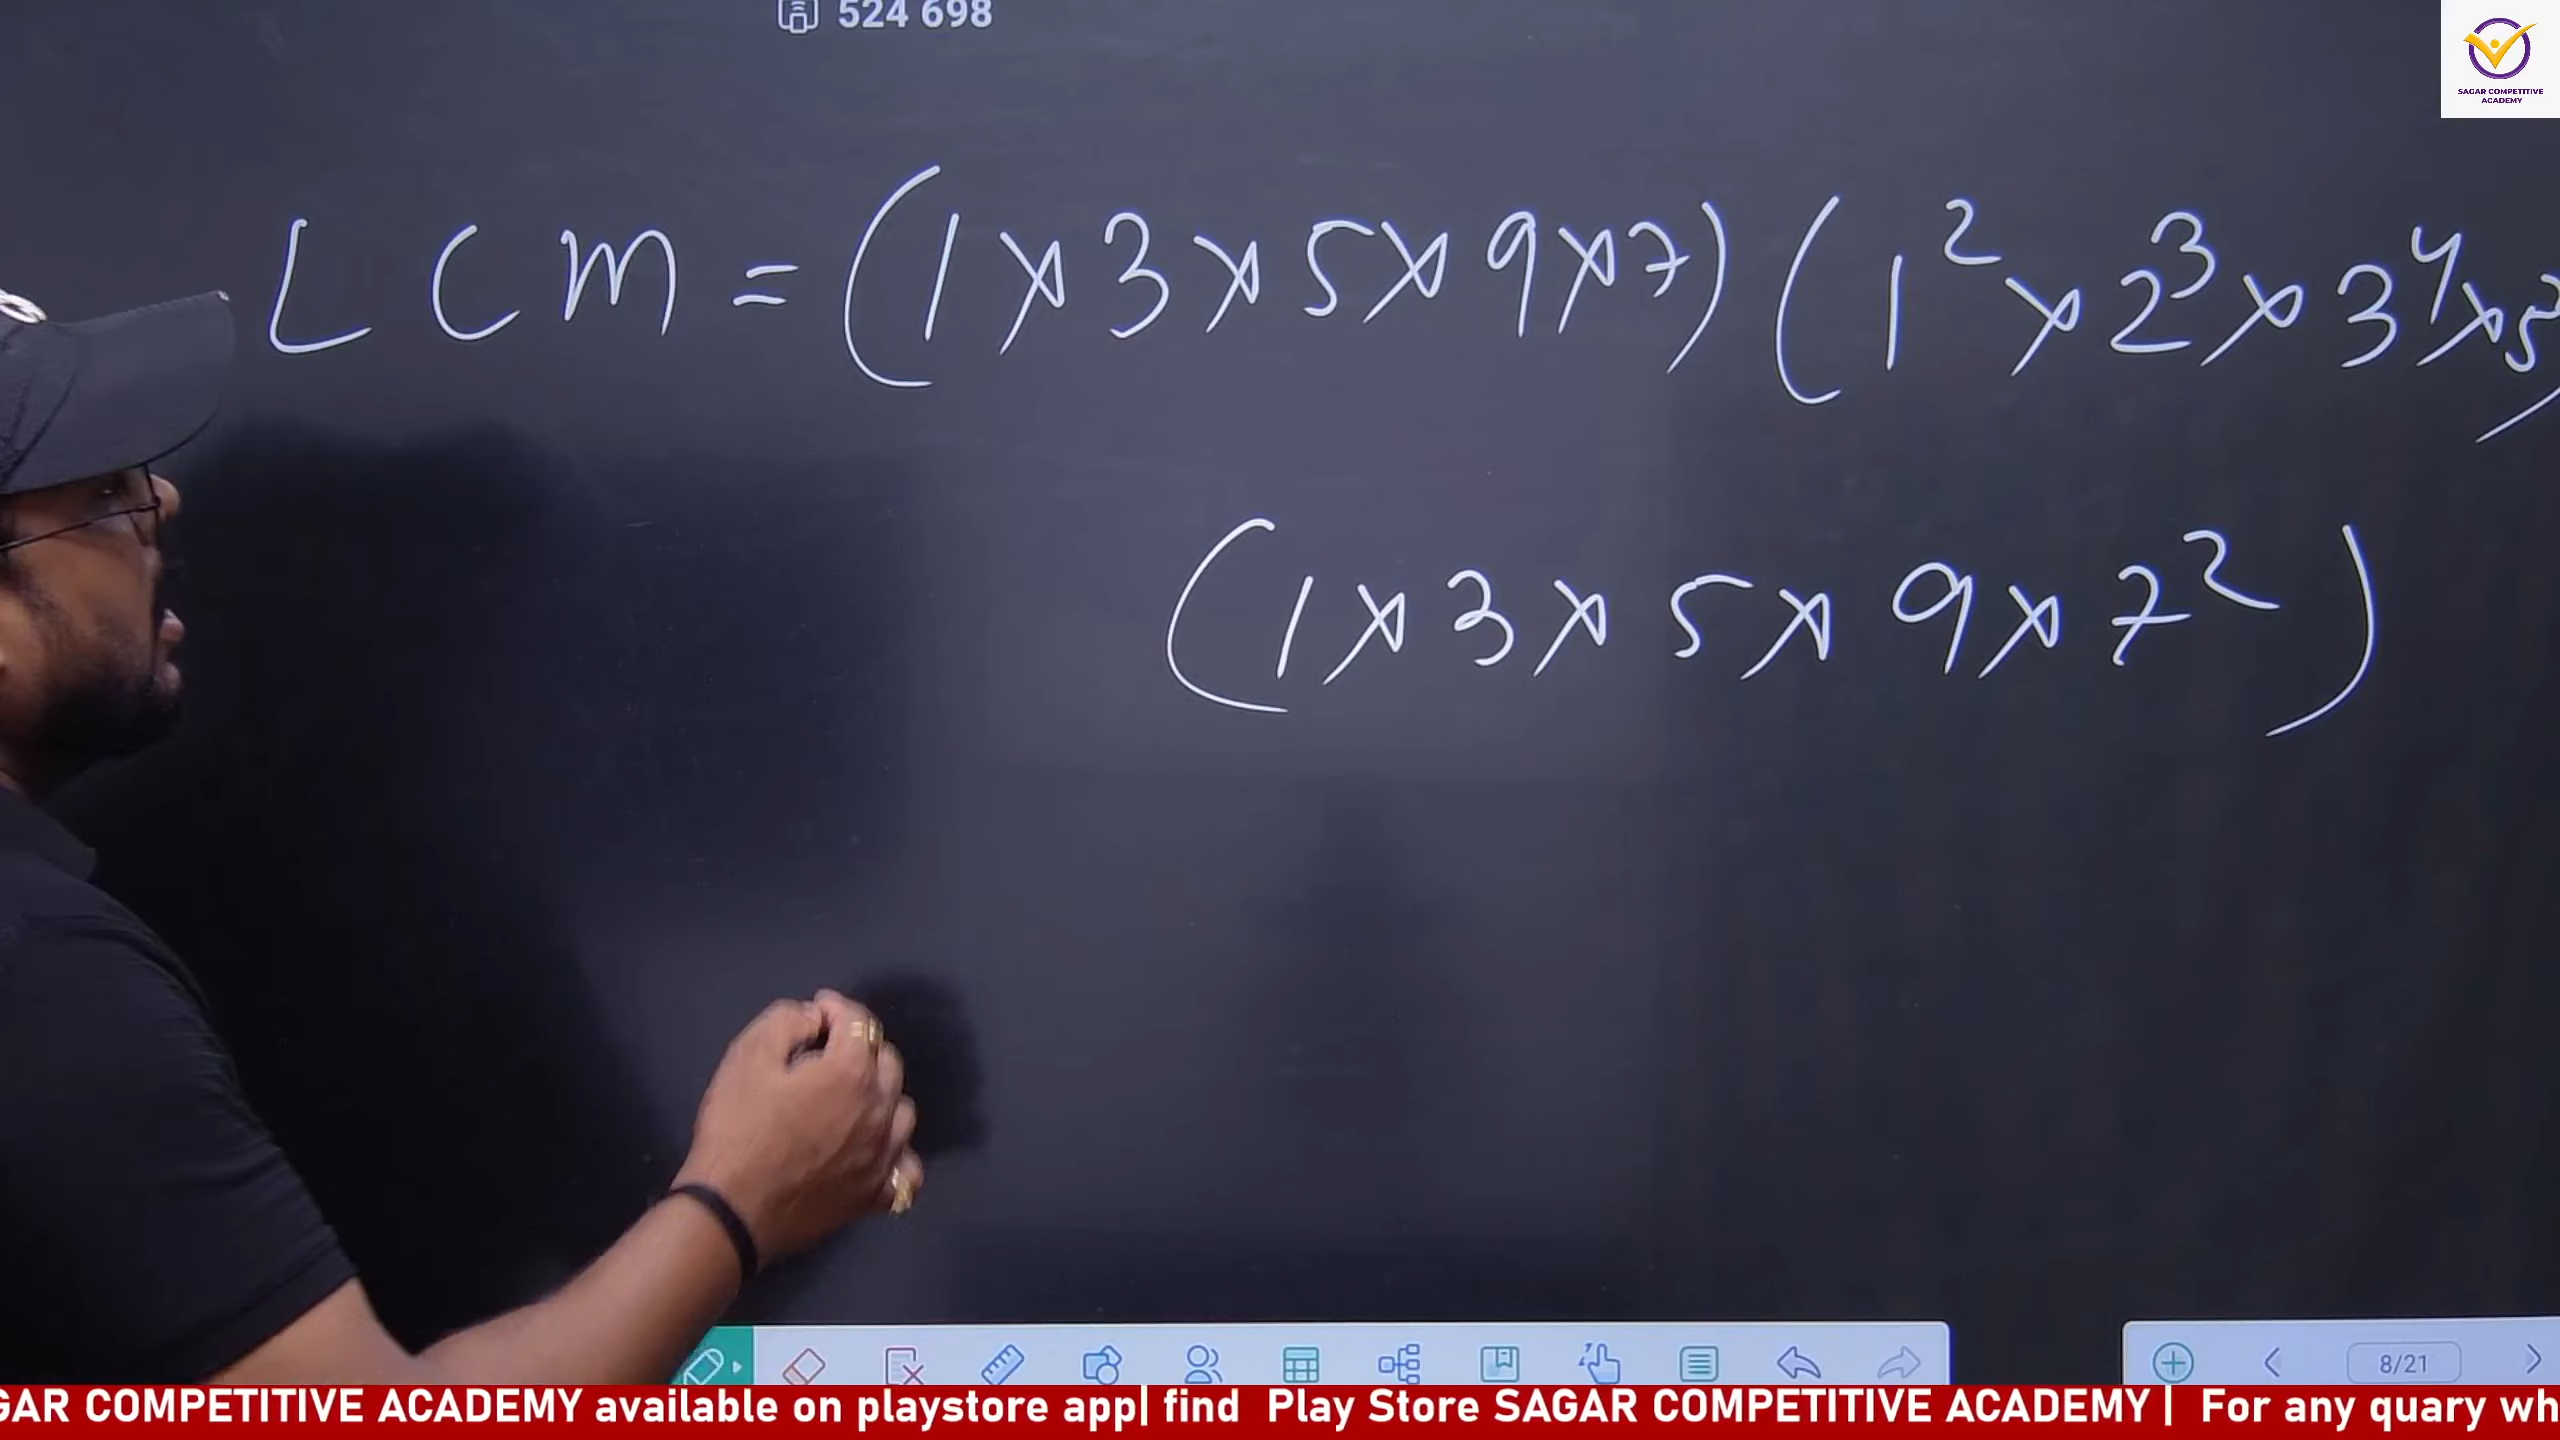 524 698
SAGAR COMPETITIVE
ACADEMY
LCM = (1×3×5×9×7) (1²×2³×3⁴×5
(1×3×5×9×7²)
8/21
GAR COMPETITIVE ACADEMY available on playstore app| find Play Store SAGAR COMPETITIVE ACADEMY | For any quary wh